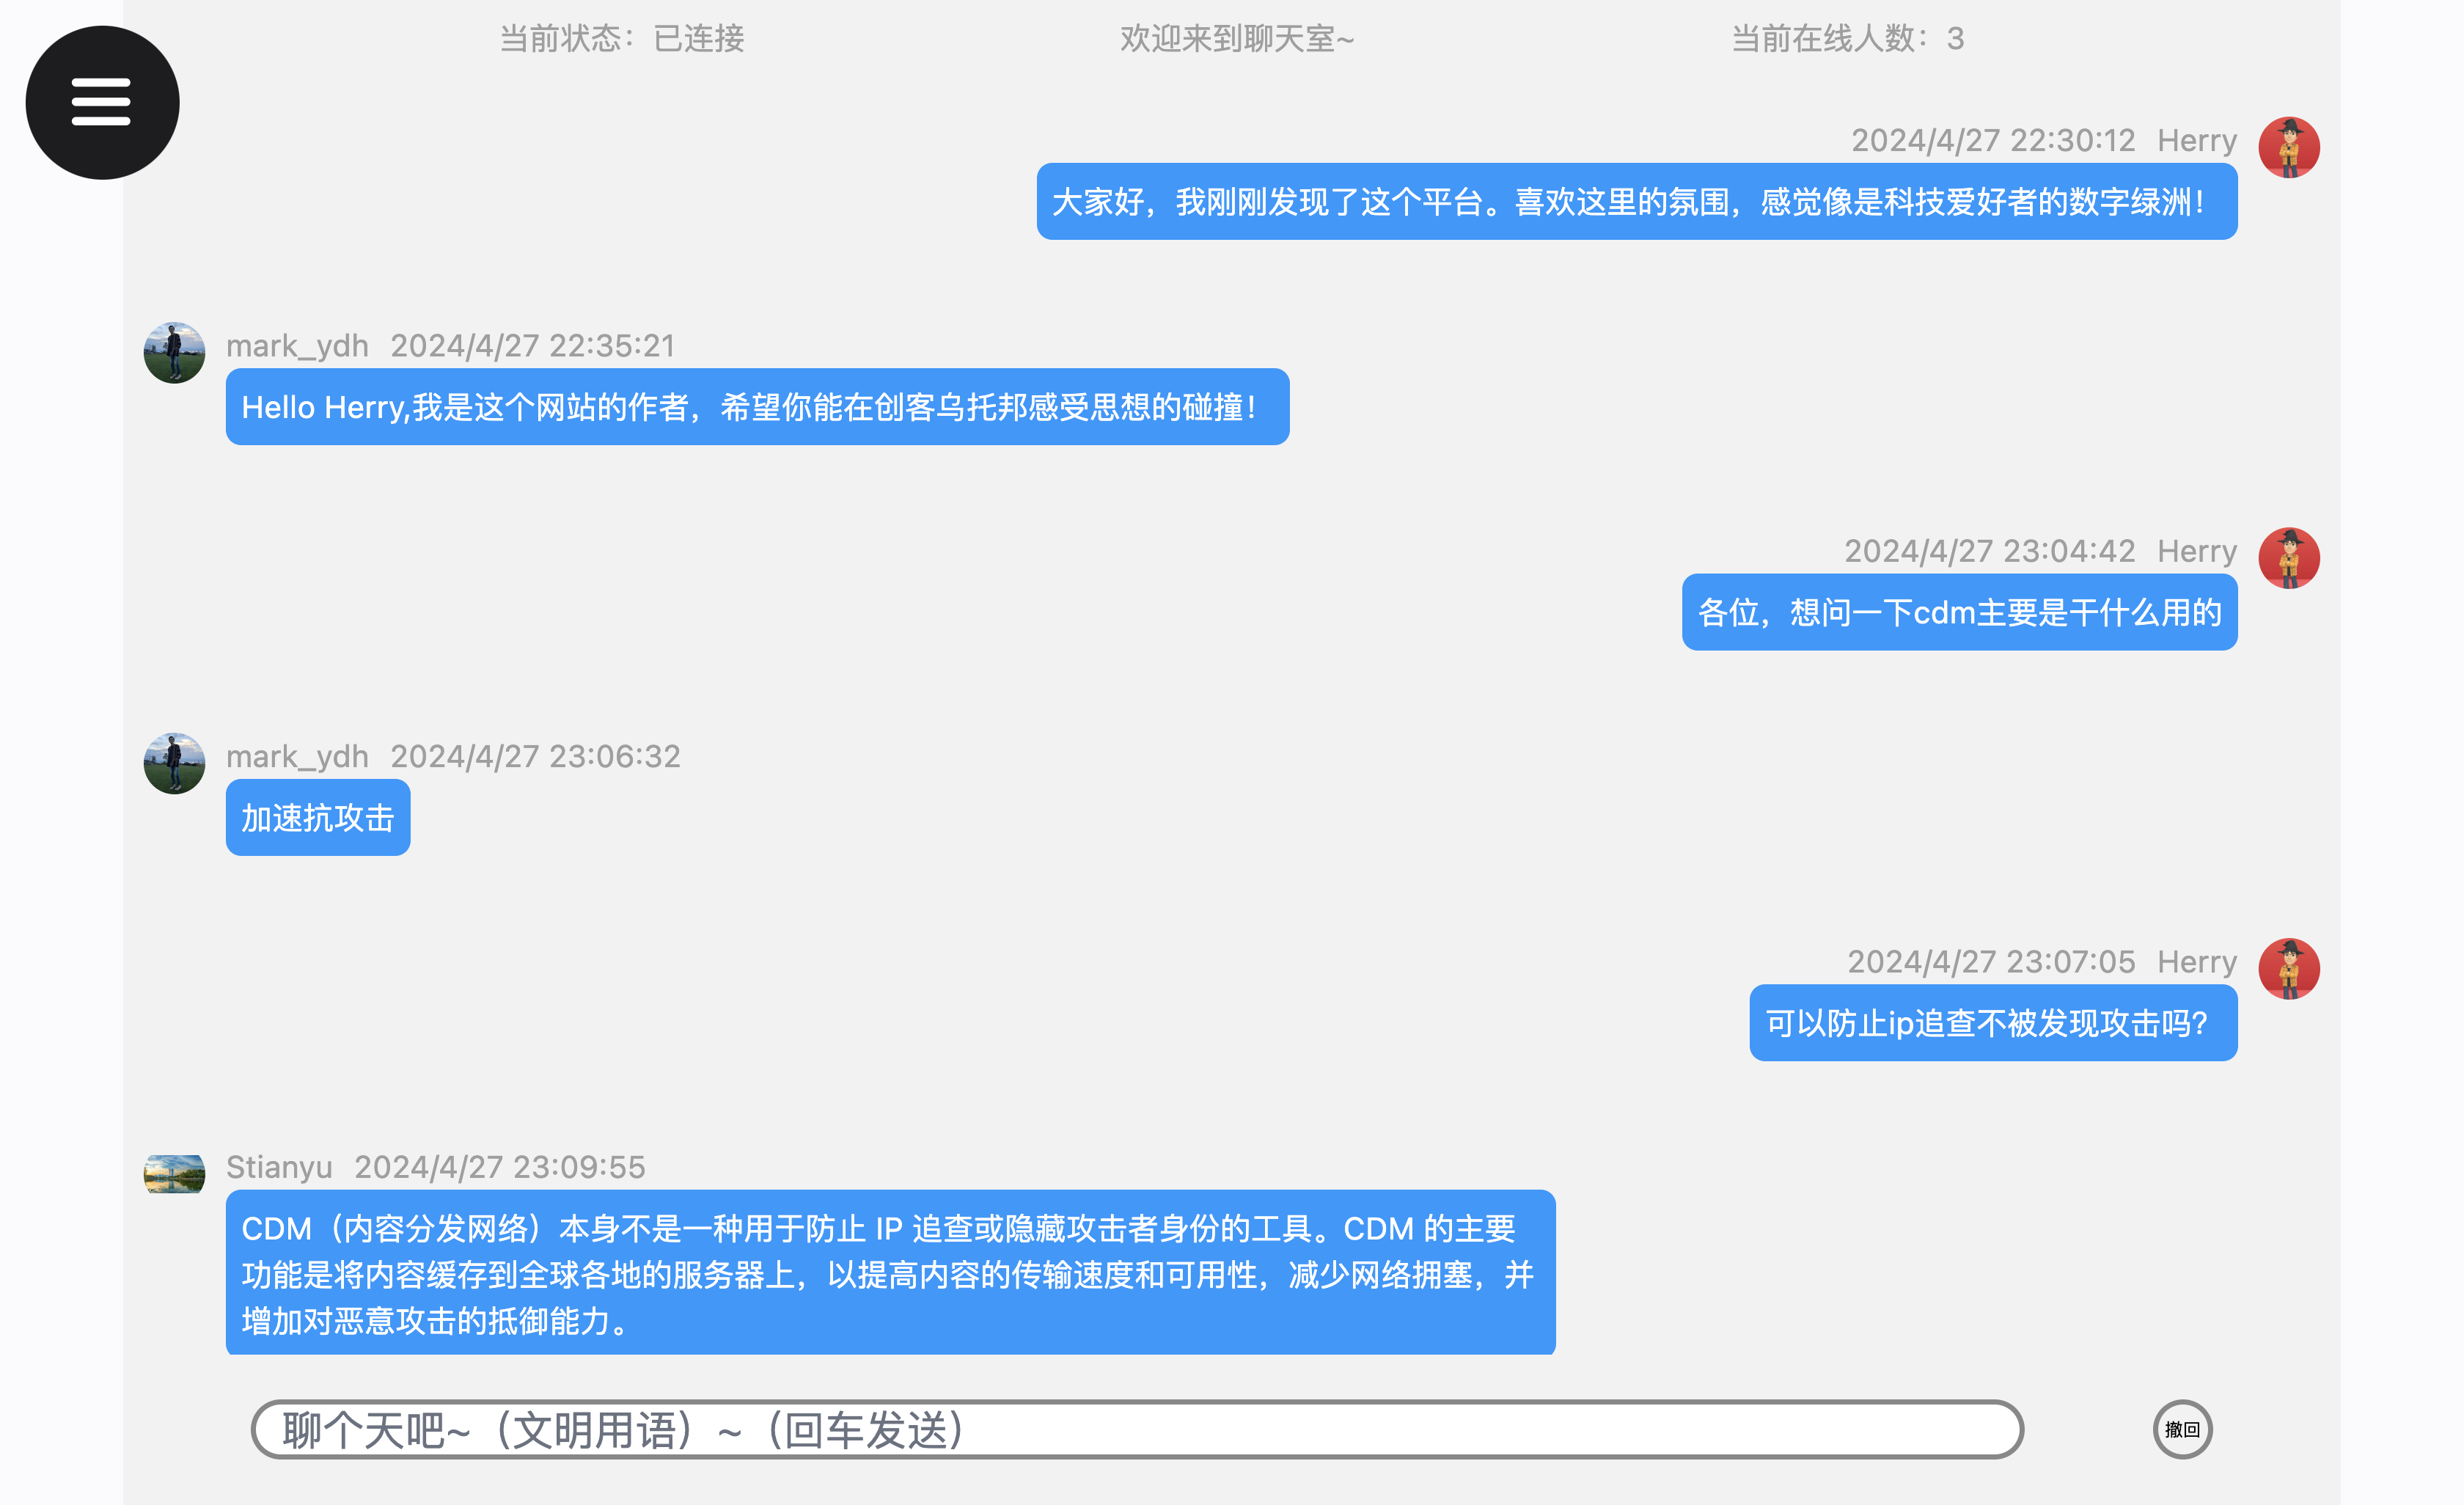 当前状态：已连接 欢迎来到聊天室~ 当前在线人数：3
2024/4/27 22:30:12 Herry
大家好，我刚刚发现了这个平台。喜欢这里的氛围，感觉像是科技爱好者的数字绿洲！
mark_ydh 2024/4/27 22:35:21
Hello Herry,我是这个网站的作者，希望你能在创客乌托邦感受思想的碰撞！
2024/4/27 23:04:42 Herry
各位，想问一下cdm主要是干什么用的
mark_ydh 2024/4/27 23:06:32
加速抗攻击
2024/4/27 23:07:05 Herry
可以防止ip追查不被发现攻击吗?
Stianyu 2024/4/27 23:09:55
CDM（内容分发网络）本身不是一种用于防止 IP 追查或隐藏攻击者身份的工具。CDM 的主要
功能是将内容缓存到全球各地的服务器上，以提高内容的传输速度和可用性，减少网络拥塞，并
增加对恶意攻击的抵御能力。
聊个天吧~（文明用语）~（回车发送）
撤回